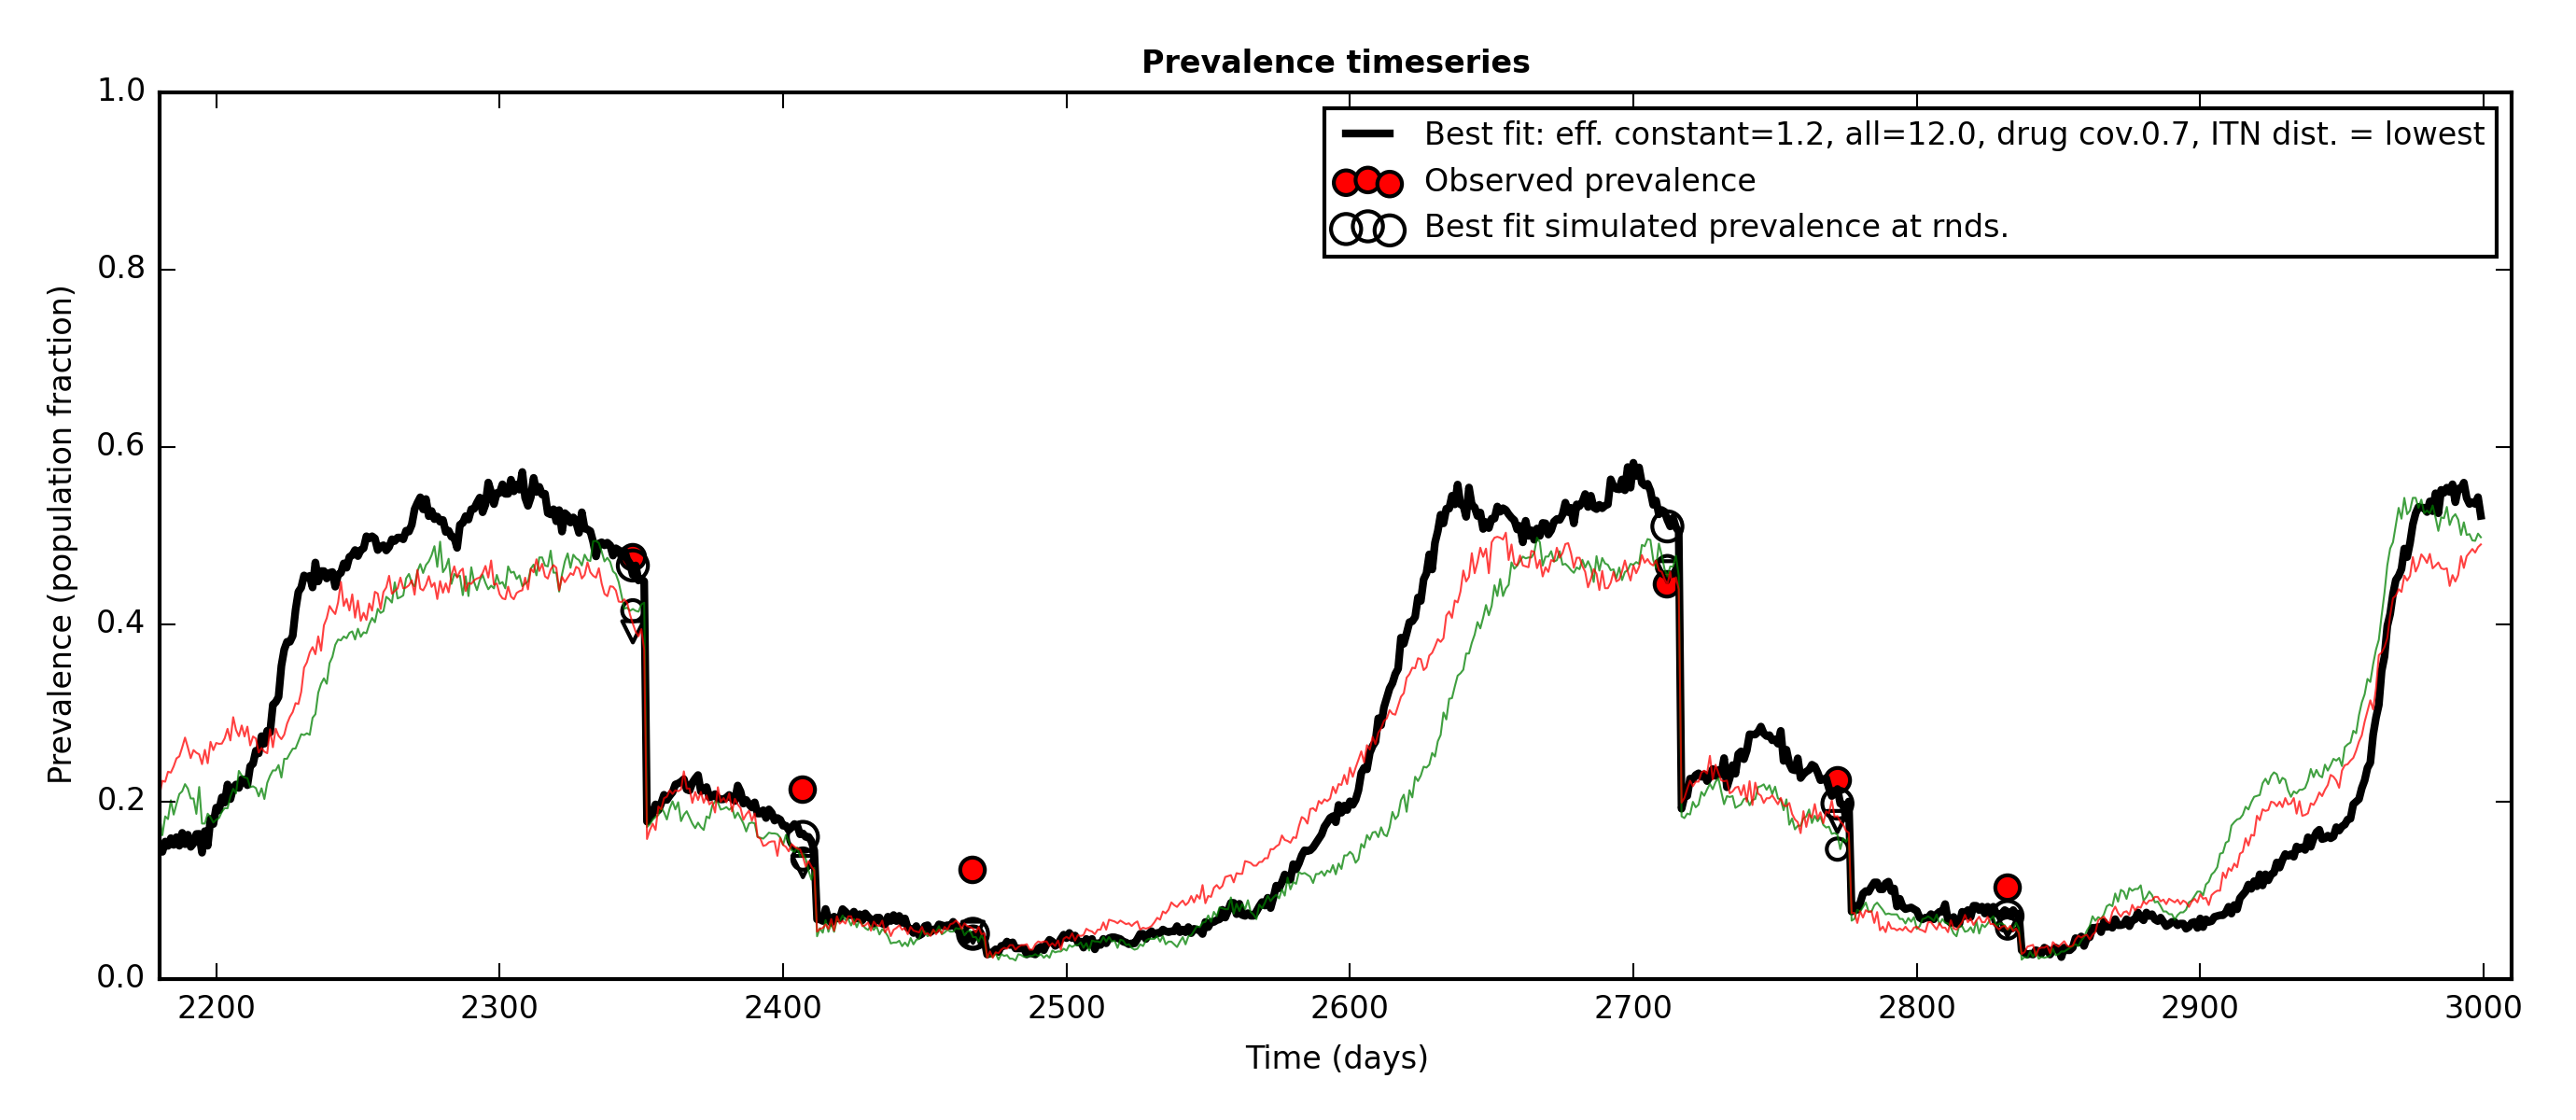 Prevalence timeseries
1.0
Best fit: eff. constant=1.2, all=12.0, drug cov.0.7, ITN dist. = lowest
Observed prevalence
Best fit simulated prevalence at rnds.
0.8
0.6
0.4
0.2
0.0
Prevalence (population fraction)
2200 2300 2400 2500 2600 2700 2800 2900 3000
Time (days)